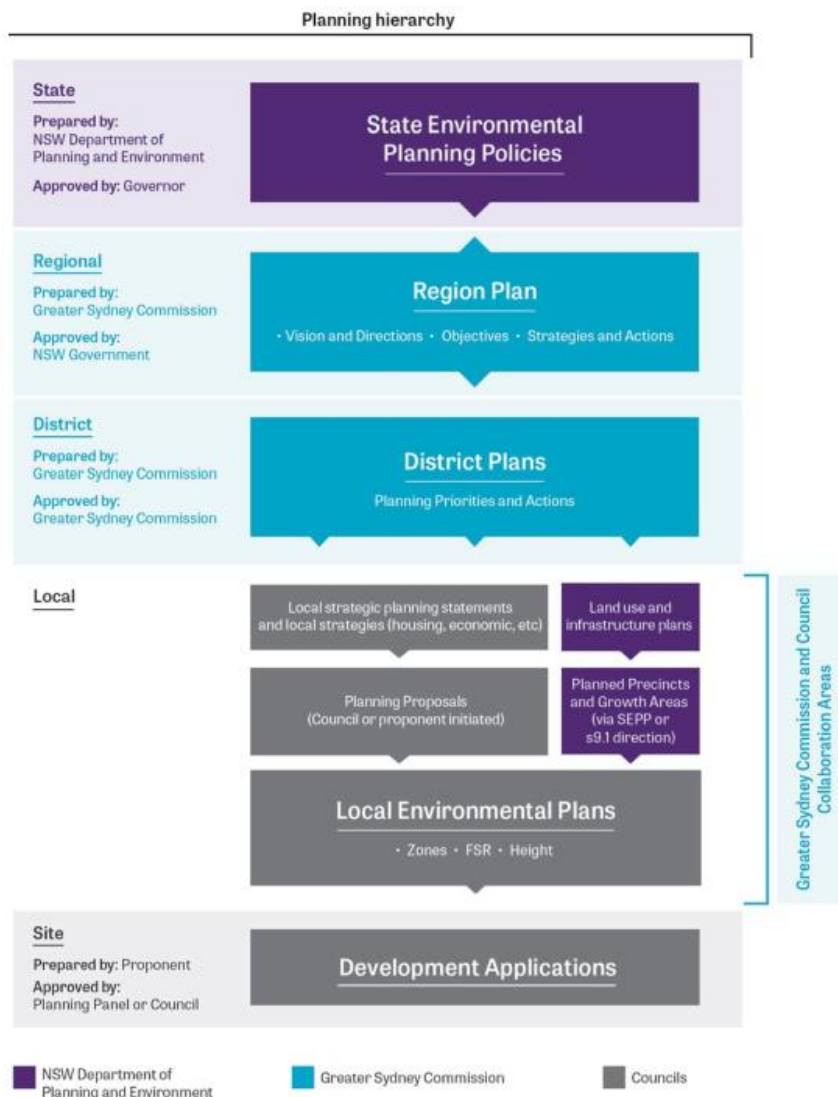 Planning hierarchy
State
Prepared by:
NSW Department of
Planning and Environment
Approved by: Governor
State Environmental
Planning Policies
Regional
Prepared by:
Greater Sydney Commission
Approved by:
NSW Government
Region Plan
• Vision and Directions • Objectives • Strategies and Actions
District
Prepared by:
Greater Sydney Commission
Approved by:
Greater Sydney Commission
District Plans
Planning Priorities and Actions
Local
Local strategic planning statements
and local strategies (housing, economic, etc)
Land use and
infrastructure plans
Planning Proposals
(Council or proponent initiated)
Planned Precincts
and Growth Areas
(via SEPP or
s9.1 direction)
Local Environmental Plans
• Zones • FSR • Height
Greater Sydney Commission and Council
Collaboration Areas
Site
Prepared by: Proponent
Approved by:
Planning Panel or Council
Development Applications
NSW Department of
Planning and Environment
Greater Sydney Commission
Councils